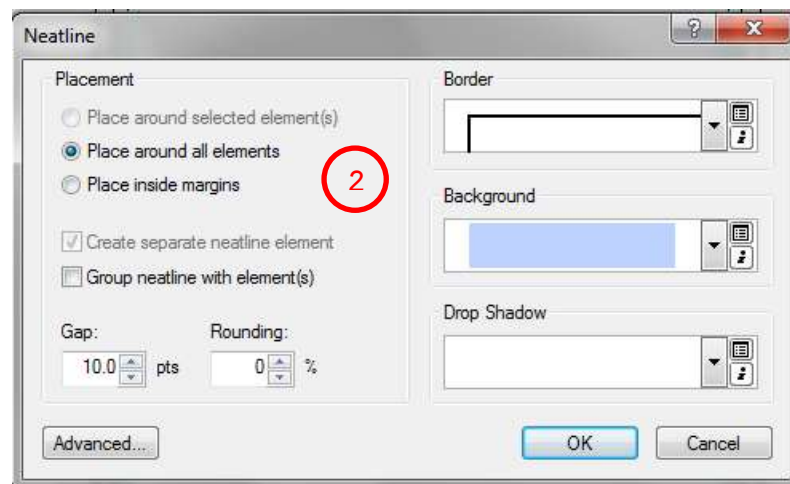 Neatline
Placement
Place around selected element(s)
Place around all elements
Place inside margins
2
Create separate neatline element
Group neatline with element(s)
Gap:
Rounding:
10.0 pts
0 %
Advanced...
Border
Background
Drop Shadow
OK
Cancel